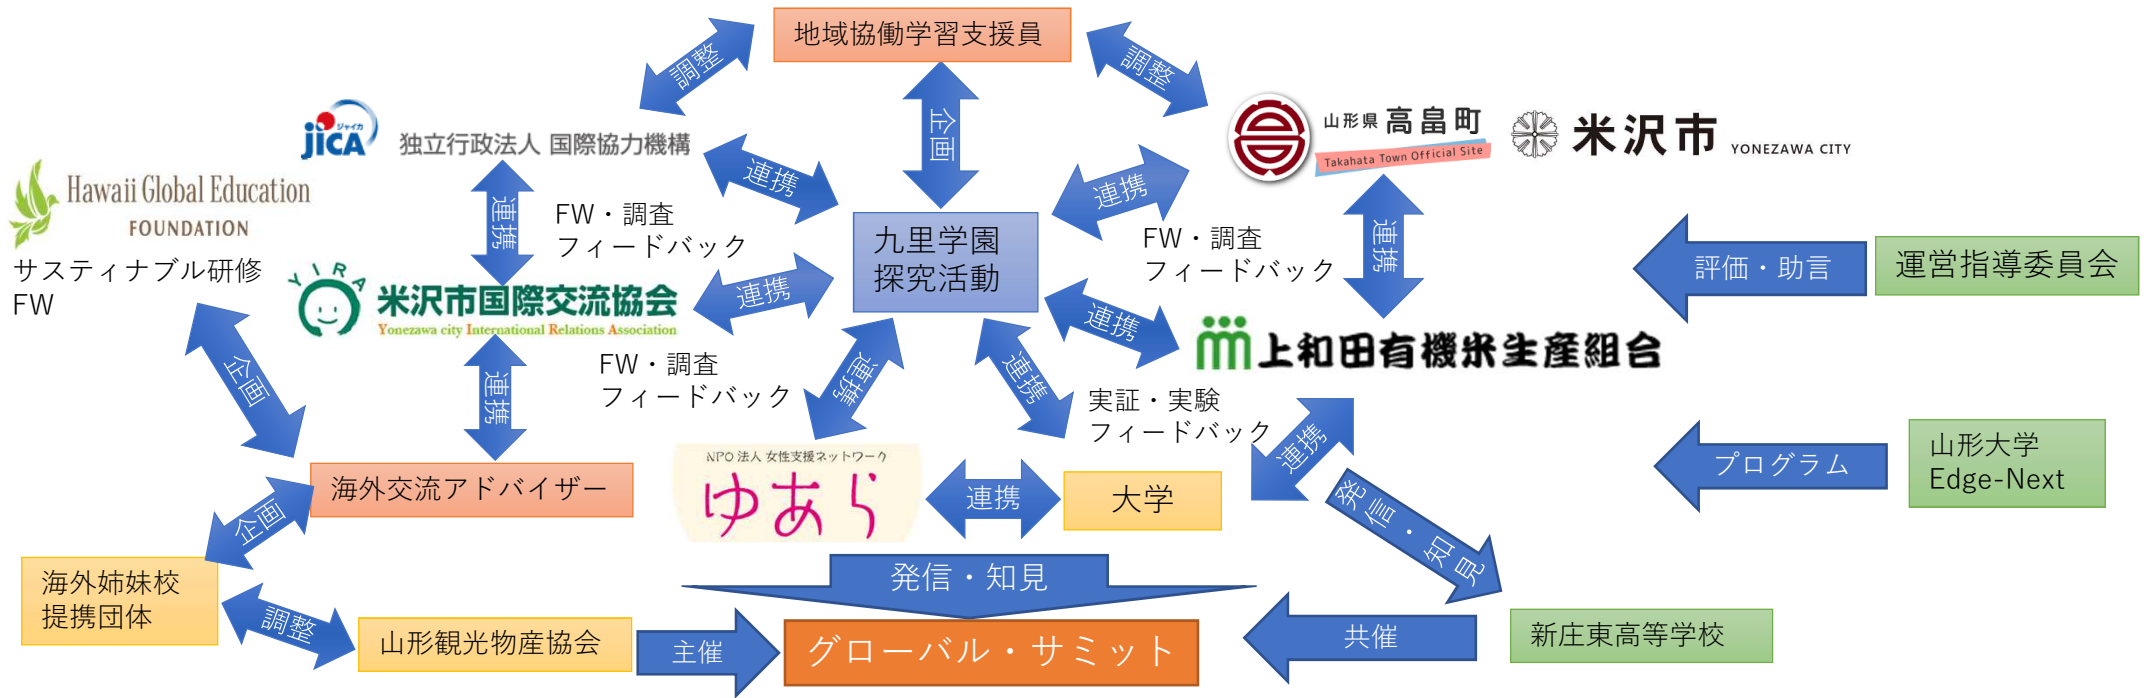 地域協働学習支援員
調整
調整
企画
ジャイカ
jICA
独立行政法人 国際協力機構
山形県 高畠町
Takahata Town Official Site
米沢市 YONEZAWA CITY
連携
連携
Hawaii Global Education
FOUNDATION
サスティナブル研修
FW
連携
FW・調査
フィードバック
九里学園
探究活動
FW・調査
フィードバック
連携
評価・助言
運営指導委員会
YIRA
米沢市国際交流協会
Yonezawa city International Relations Association
連携
連携
上和田有機米生産組合
企画
連携
FW・調査
フィードバック
連携
連携
実証・実験
フィードバック
連携
プログラム
山形大学
Edge-Next
海外交流アドバイザー
NPO法人 女性支援ネットワーク
ゆあら
連携
大学
発信・知見
企画
海外姉妹校
提携団体
調整
山形観光物産協会
主催
発信・知見
グローバル・サミット
共催
新庄東高等学校